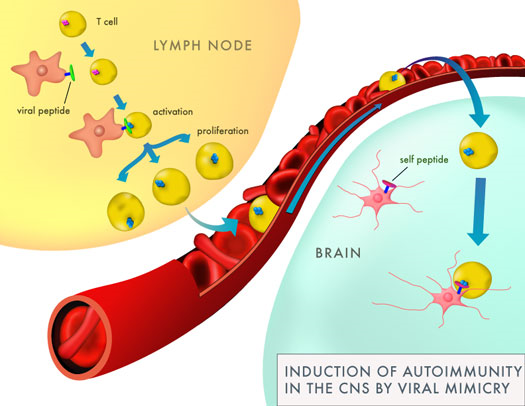 T cell
LYMPH NODE
viral peptide
activation
proliferation
self peptide
BRAIN
INDUCTION OF AUTOIMMUNITY
IN THE CNS BY VIRAL MIMICRY